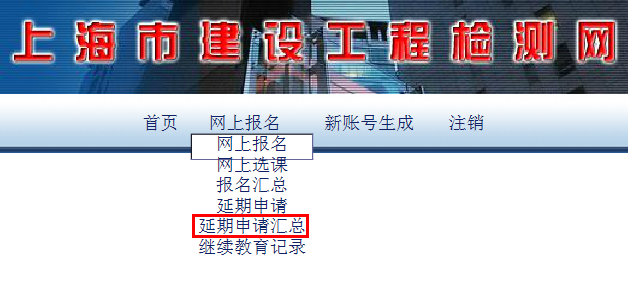 上海市建设工程检测网
首页 网上报名 新账号生成 注销
网上报名
网上选课
报名汇总
延期申请
延期申请汇总
继续教育记录